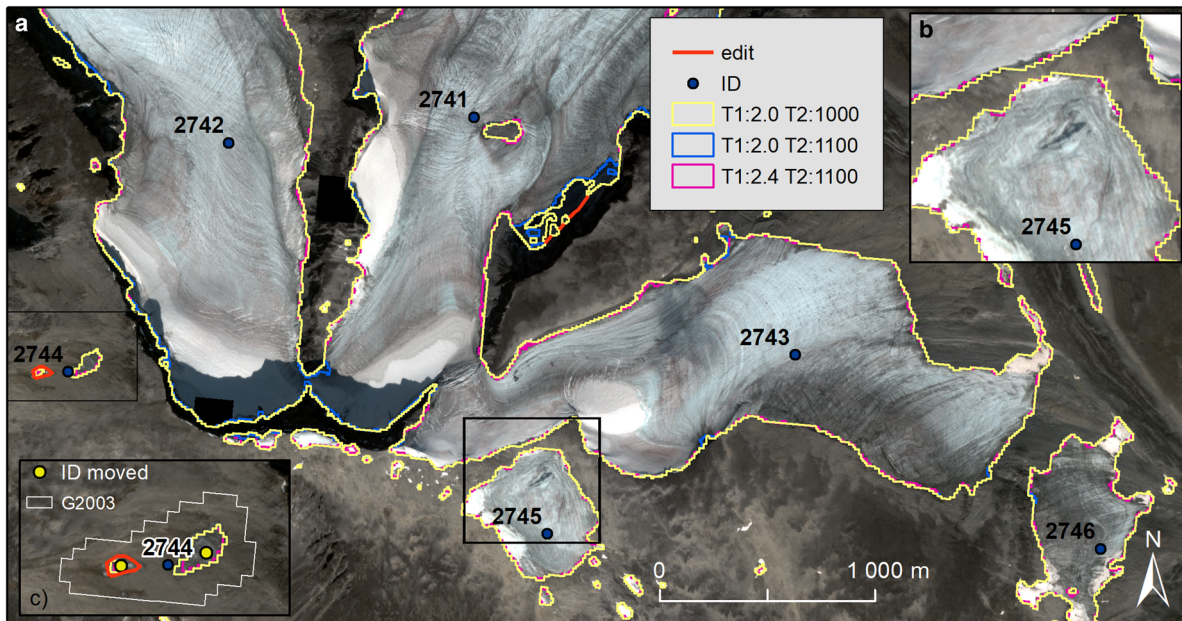 a
edit
ID
T1:2.0 T2:1000
T1:2.0 T2:1100
T1:2.4 T2:1100
b
2745
2742
2741
2743
2744
2745
2746
ID moved
G2003
2744
c)
0 1 000 m
N